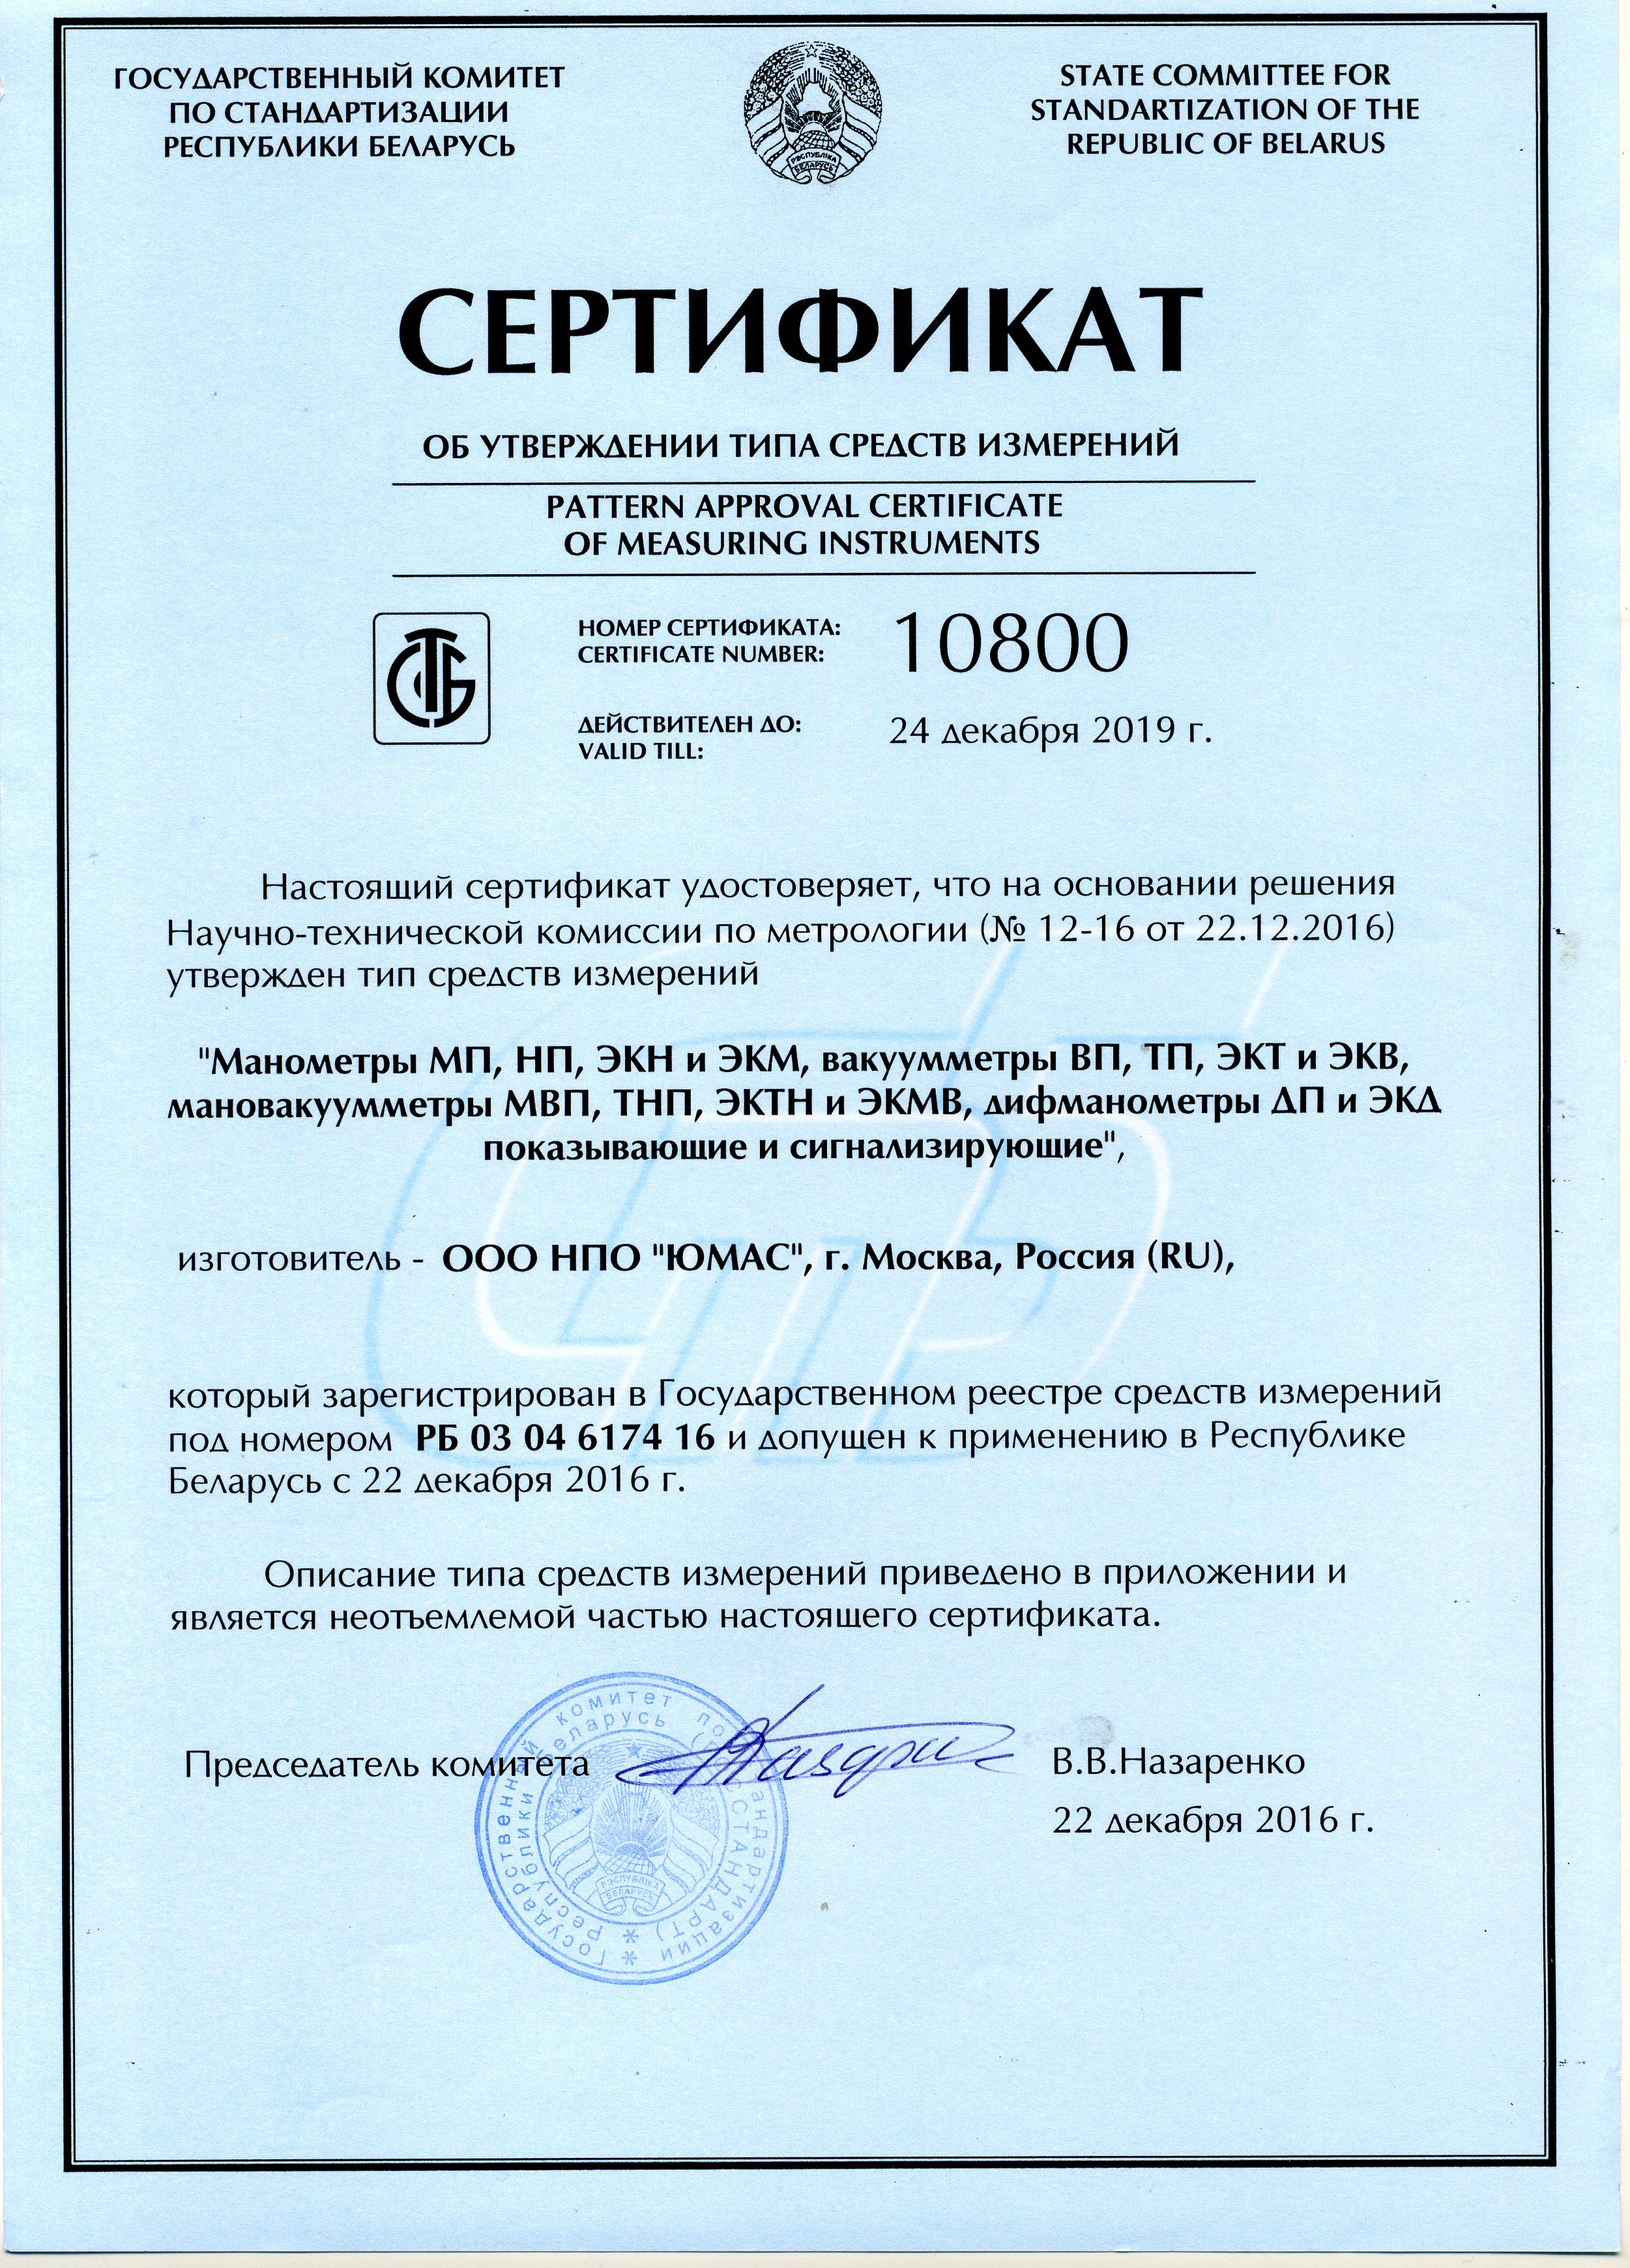 ГОСУДАРСТВЕННЫЙ КОМИТЕТ
ПО СТАНДАРТИЗАЦИИ
РЕСПУБЛИКИ БЕЛАРУСЬ
РЭСПУБЛІКА
БЕЛАРУСЬ
STATE COMMITTEE FOR
STANDARTIZATION OF THE
REPUBLIC OF BELARUS
СЕРТИФИКАТ
ОБ УТВЕРЖДЕНИИ ТИПА СРЕДСТВ ИЗМЕРЕНИЙ
PATTERN APPROVAL CERTIFICATE
OF MEASURING INSTRUMENTS
СТБ
НОМЕР СЕРТИФИКАТА: 10800
CERTIFICATE NUMBER:
ДЕЙСТВИТЕЛЕН ДО: 24 декабря 2019 г.
VALID TILL:
Настоящий сертификат удостоверяет, что на основании решения
Научно-технической комиссии по метрологии (№ 12-16 от 22.12.2016)
утвержден тип средств измерений
"Манометры МП, НП, ЭКН и ЭКМ, вакуумметры ВП, ТП, ЭКТ и ЭКВ,
мановакуумметры МВП, ТНП, ЭКТН и ЭКМВ, дифманометры ДП и ЭКД
показывающие и сигнализирующие",
изготовитель - ООО НПО "ЮМАС", г. Москва, Россия (RU),
который зарегистрирован в Государственном реестре средств измерений
под номером РБ 03 04 6174 16 и допущен к применению в Республике
Беларусь с 22 декабря 2016 г.
Описание типа средств измерений приведено в приложении и
является неотъемлемой частью настоящего сертификата.
Председатель комитета
В.В.Назаренко
22 декабря 2016 г.
Государственный комитет по стандартизации
Республики Беларусь (ГОССТАНДАРТ)
РЭСПУБЛІКА
БЕЛАРУСЬ